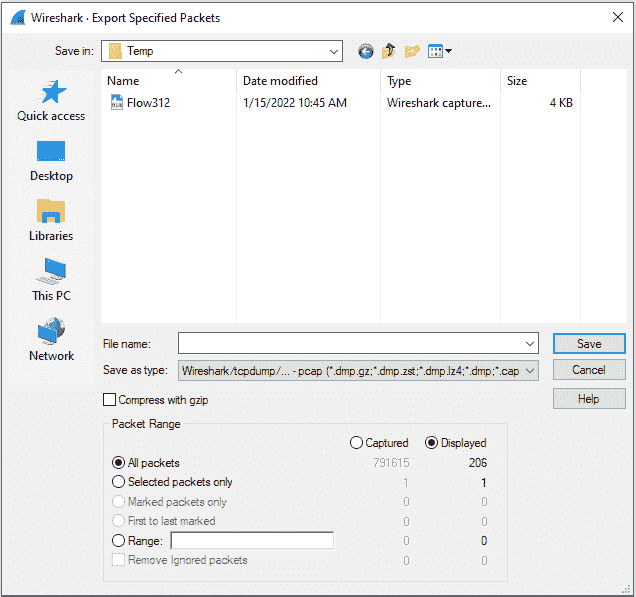 Wireshark · Export Specified Packets
Save in: Temp
Name Date modified Type Size
Flow312 1/15/2022 10:45 AM Wireshark capture... 4 KB
Quick access
Desktop
Libraries
This PC
Network
File name: Save
Save as type: Wireshark/tcpdump/... - pcap (*.dmp.gz;*.dmp.zst;*.dmp.lz4;*.dmp;*.cap Cancel
Compress with gzip Help
Packet Range
Captured Displayed
All packets 791615 206
Selected packets only 1 1
Marked packets only 0 0
First to last marked 0 0
Range: 0 0
Remove Ignored packets 0 0